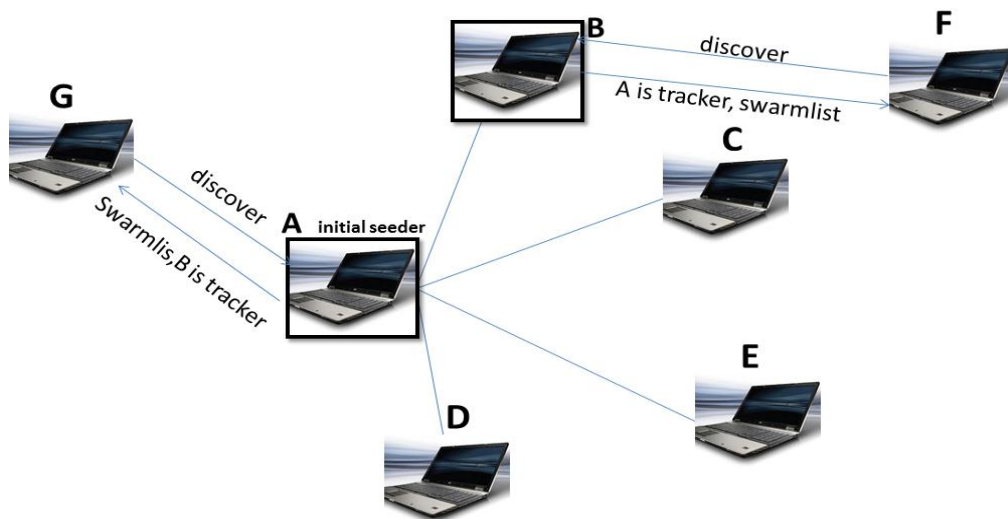 B
F
discover
A is tracker, swarmlist
G
C
discover
A initial seeder
Swarmlis,B is tracker
E
D